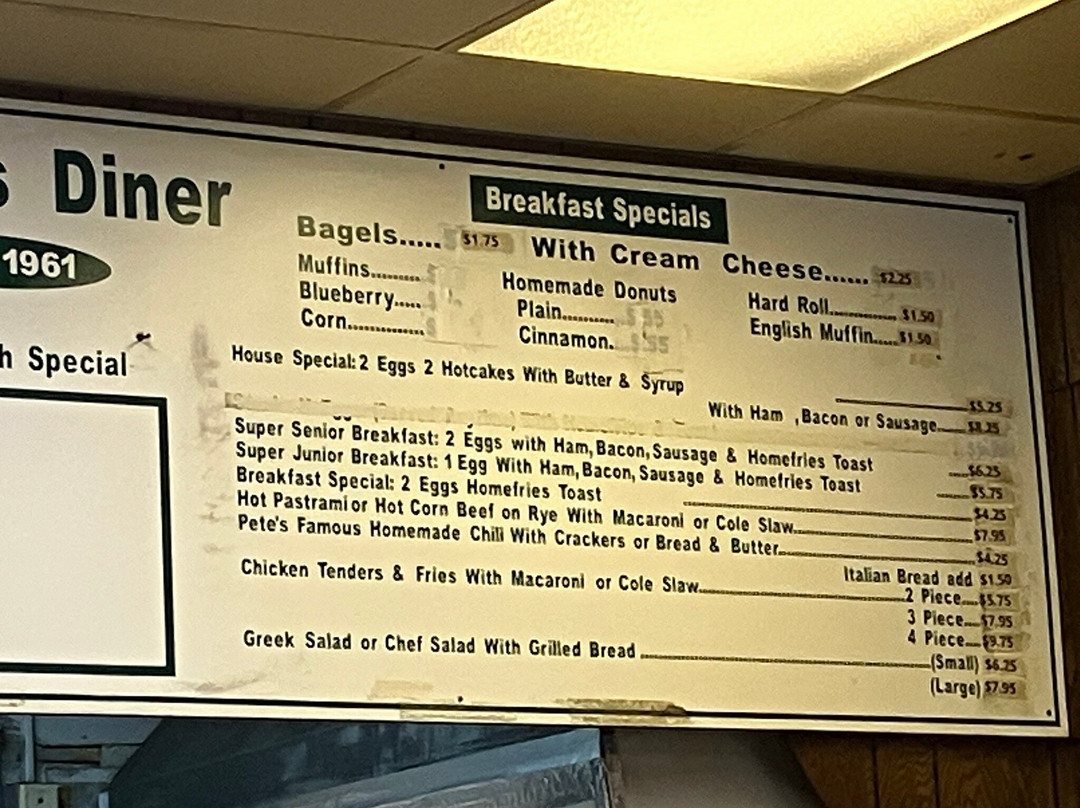 s Diner
1961
h Special
Breakfast Specials
Bagels..... $1.75 With Cream Cheese...... $2.25
Muffins.........
Blueberry.....
Corn..............
Homemade Donuts
Plain..........
Cinnamon.
Hard Roll.............. $1.50
English Muffin..... $1.50
House Special: 2 Eggs 2 Hotcakes With Butter & Syrup
$5.25
With Ham ,Bacon or Sausage...... $8.25
Super Senior Breakfast: 2 Eggs with Ham,Bacon,Sausage & Homefries Toast .....$6.25
Super Junior Breakfast: 1 Egg With Ham,Bacon,Sausage & Homefries Toast ........$5.75
Breakfast Special: 2 Eggs Homefries Toast ........$4.25
Hot Pastrami or Hot Corn Beef on Rye With Macaroni or Cole Slaw........$7.95
Pete's Famous Homemade Chili With Crackers or Bread & Butter........$4.25
Italian Bread add $1.50
Chicken Tenders & Fries With Macaroni or Cole Slaw........2 Piece....$5.75
3 Piece....$7.95
4 Piece....$9.75
Greek Salad or Chef Salad With Grilled Bread ........(Small) $6.25
(Large) $7.95